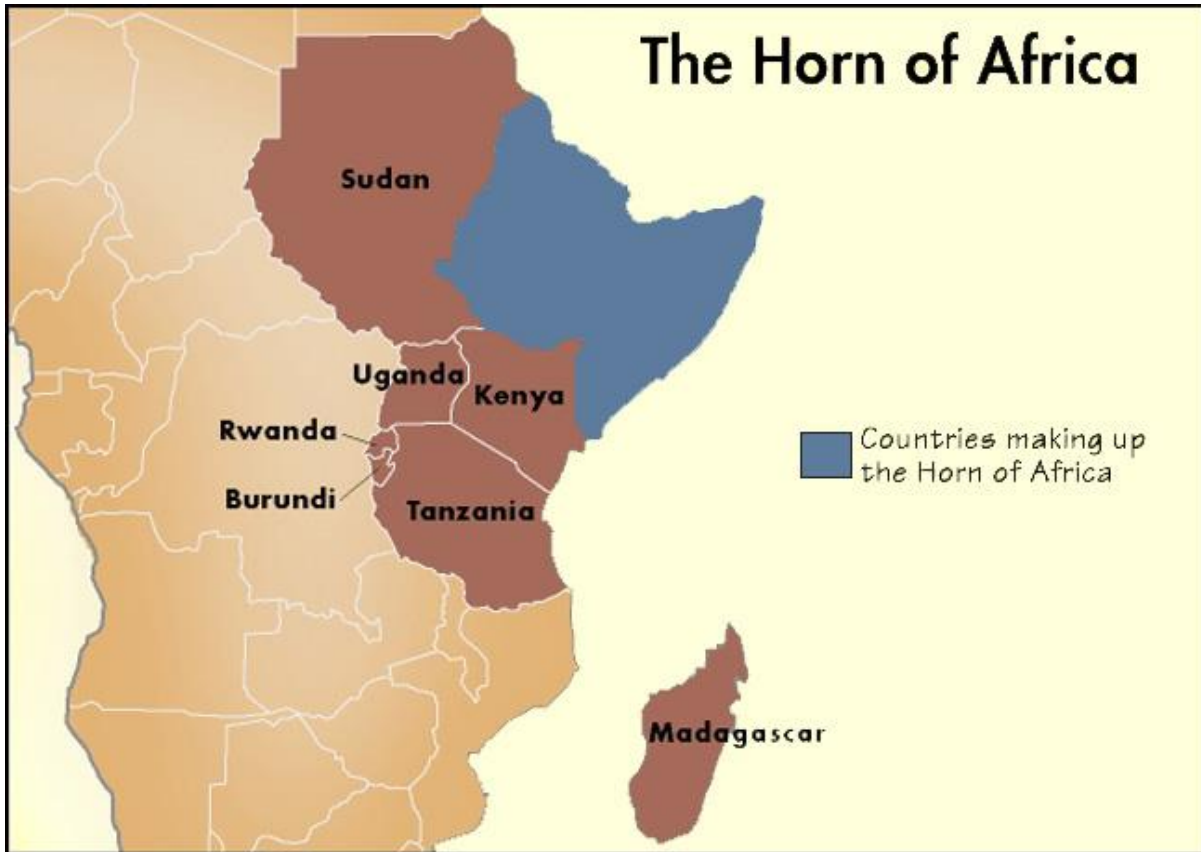 The Horn of Africa
Sudan
Uganda
Kenya
Rwanda
Burundi
Tanzania
Countries making up
the Horn of Africa
Madagascar